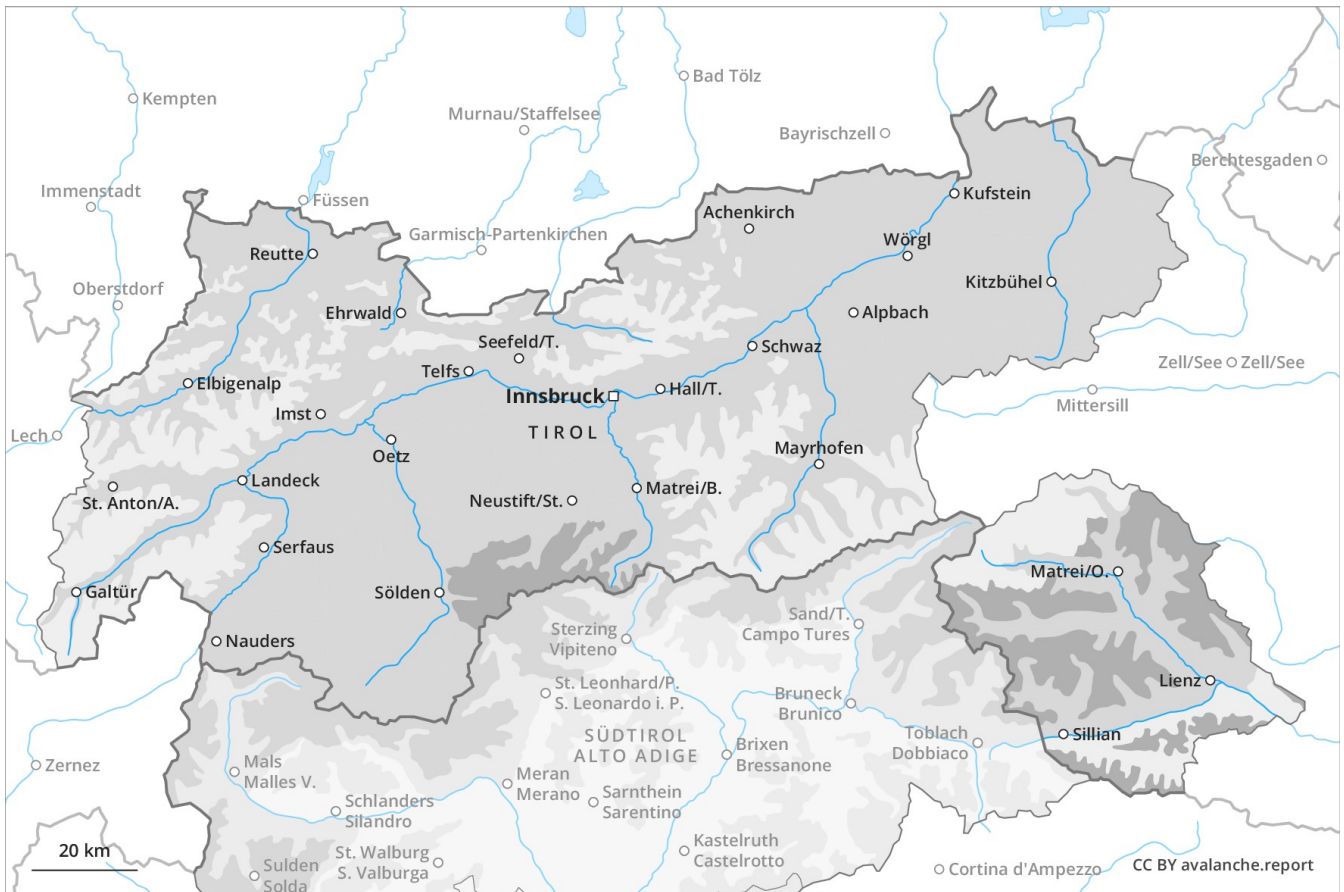 Kempten
Bad Tölz
Murnau/Staffelsee
Bayrischzell
Berchtesgaden
Immenstadt
Füssen
Kufstein
Achenkirch
Garmisch-Partenkirchen
Wörgl
Reutte
Oberstdorf
Kitzbühel
Ehrwald
Alpbach
Seefeld/T.
Schwaz
Telfs
Zell/See
Zell/See
Elbigenalp
Hall/T.
Innsbruck
Mittersill
Imst
TIROL
Lech
Oetz
Mayrhofen
Landeck
Matrei/B.
St. Anton/A.
Neustift/St.
Serfaus
Matrei/O.
Galtür
Sölden
Sand/T.
Campo Tures
Sterzing
Vipiteno
Nauders
Lienz
St. Leonhard/P.
S. Leonardo i. P.
Bruneck
Brunico
Sillian
SÜDTIROL
ALTO ADIGE
Toblach
Dobbiaco
Brixen
Bressanone
Zernez
Mals
Malles V.
Meran
Merano
Sarnthein
Sarentino
Schlanders
Silandro
Kastelruth
Castelrotto
20 km
St. Walburg
S. Valburga
Sulden
Solda
Cortina d'Ampezzo
CC BY avalanche.report